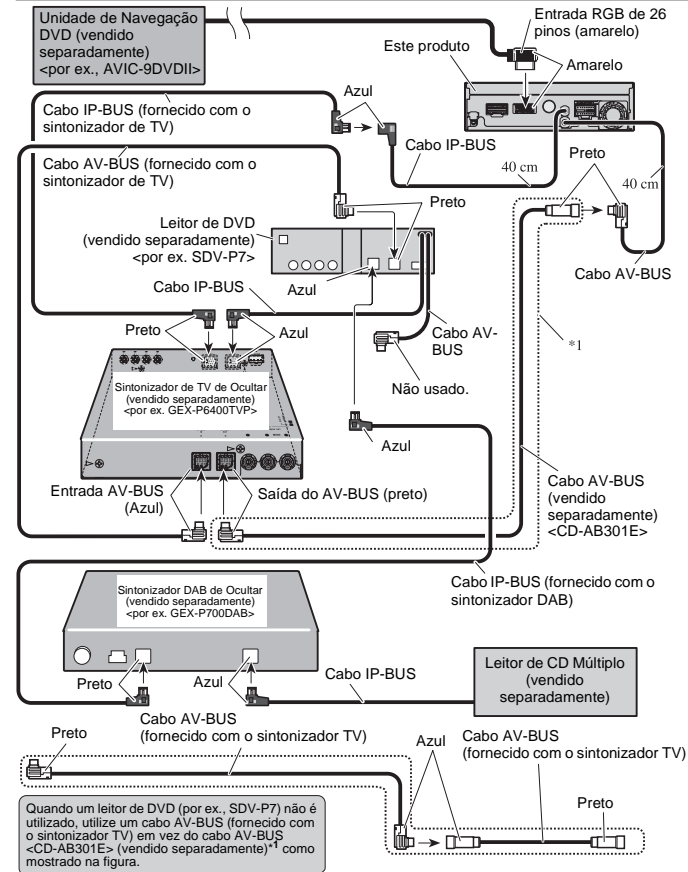 Unidade de Navegação
DVD (vendido
separadamente)
<por ex., AVIC-9DVDII>
Entrada RGB de 26
pinos (amarelo)
Este produto
Amarelo
Azul
Cabo IP-BUS (fornecido com o
sintonizador de TV)
Cabo IP-BUS
40 cm
Preto
40 cm
Cabo AV-BUS (fornecido com o
sintonizador de TV)
Preto
Leitor de DVD
(vendido separadamente)
<por ex. SDV-P7>
Azul
Cabo AV-BUS
Cabo IP-BUS
Preto
Azul
Cabo AV-
BUS
*1
Não usado.
Sintonizador de TV de Ocultar
(vendido separadamente)
<por ex. GEX-P6400TVP>
Azul
Entrada AV-BUS
(Azul)
Saída do AV-BUS (preto)
Cabo AV-BUS
(vendido
separadamente)
<CD-AB301E>
Cabo IP-BUS (fornecido com o
sintonizador DAB)
Sintonizador DAB de Ocultar
(vendido separadamente)
<por ex. GEX-P700DAB>
Preto
Azul
Cabo IP-BUS
Leitor de CD Múltiplo
(vendido
separadamente)
Preto
Cabo AV-BUS
(fornecido com o sintonizador TV)
Azul
Cabo AV-BUS
(fornecido com o sintonizador TV)
Preto
Quando um leitor de DVD (por ex., SDV-P7) não é
utilizado, utilize um cabo AV-BUS (fornecido com
o sintonizador TV) em vez do cabo AV-BUS
<CD-AB301E> (vendido separadamente)*1 como
mostrado na figura.